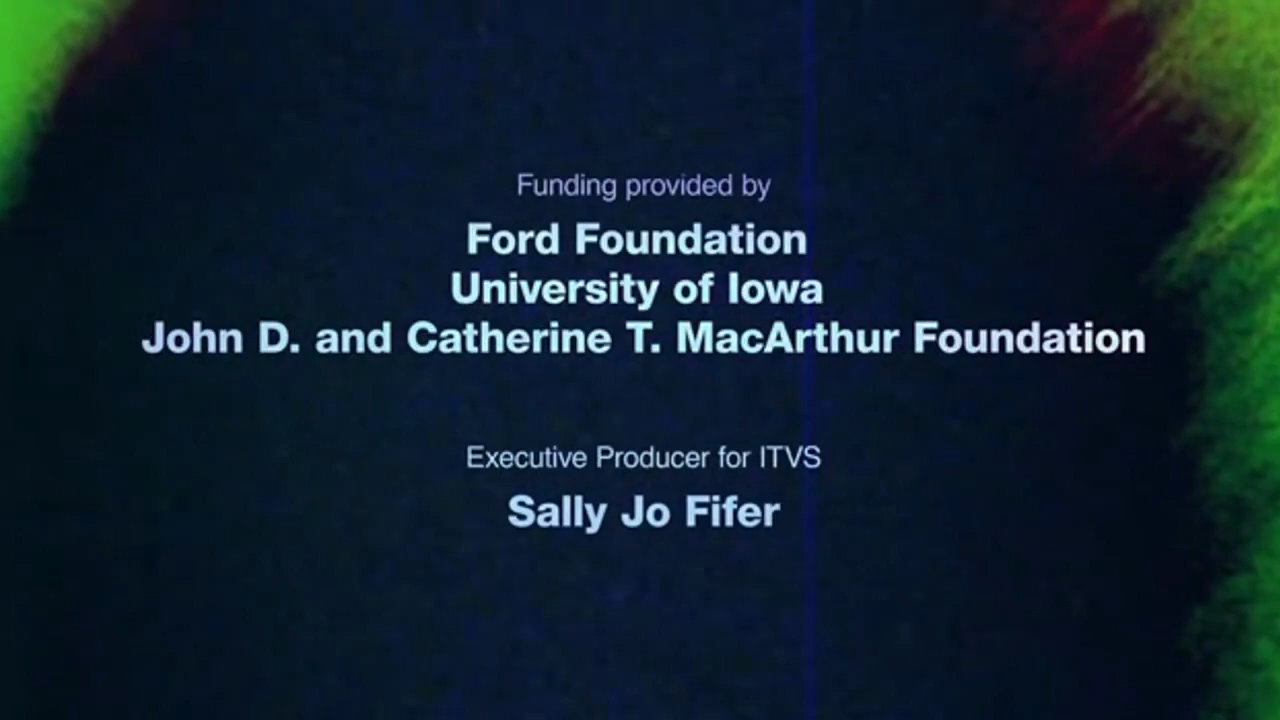 Funding provided by
Ford Foundation
University of Iowa
John D. and Catherine T. MacArthur Foundation
Executive Producer for ITVS
Sally Jo Fifer